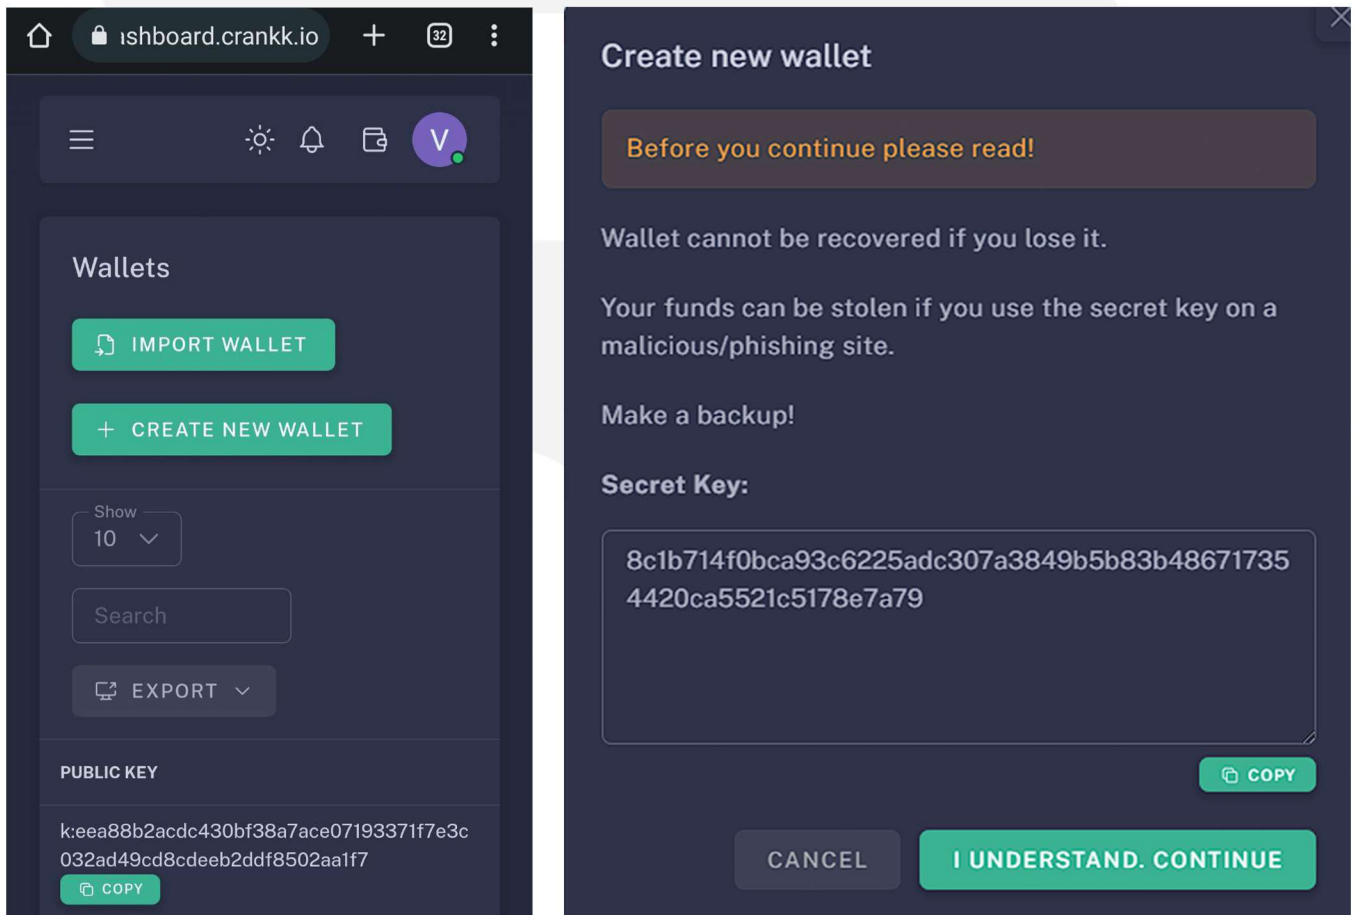 ashboard.crankk.io
32
V
Wallets
IMPORT WALLET
CREATE NEW WALLET
Show
10
Search
EXPORT
PUBLIC KEY
k:eea88b2acdc430bf38a7ace07193371f7e3c
032ad49cd8cdeeb2ddf8502aa1f7
COPY
Create new wallet
Before you continue please read!
Wallet cannot be recovered if you lose it.
Your funds can be stolen if you use the secret key on a
malicious/phishing site.
Make a backup!
Secret Key:
8c1b714f0bca93c6225adc307a3849b5b83b48671735
4420ca5521c5178e7a79
COPY
CANCEL
I UNDERSTAND. CONTINUE